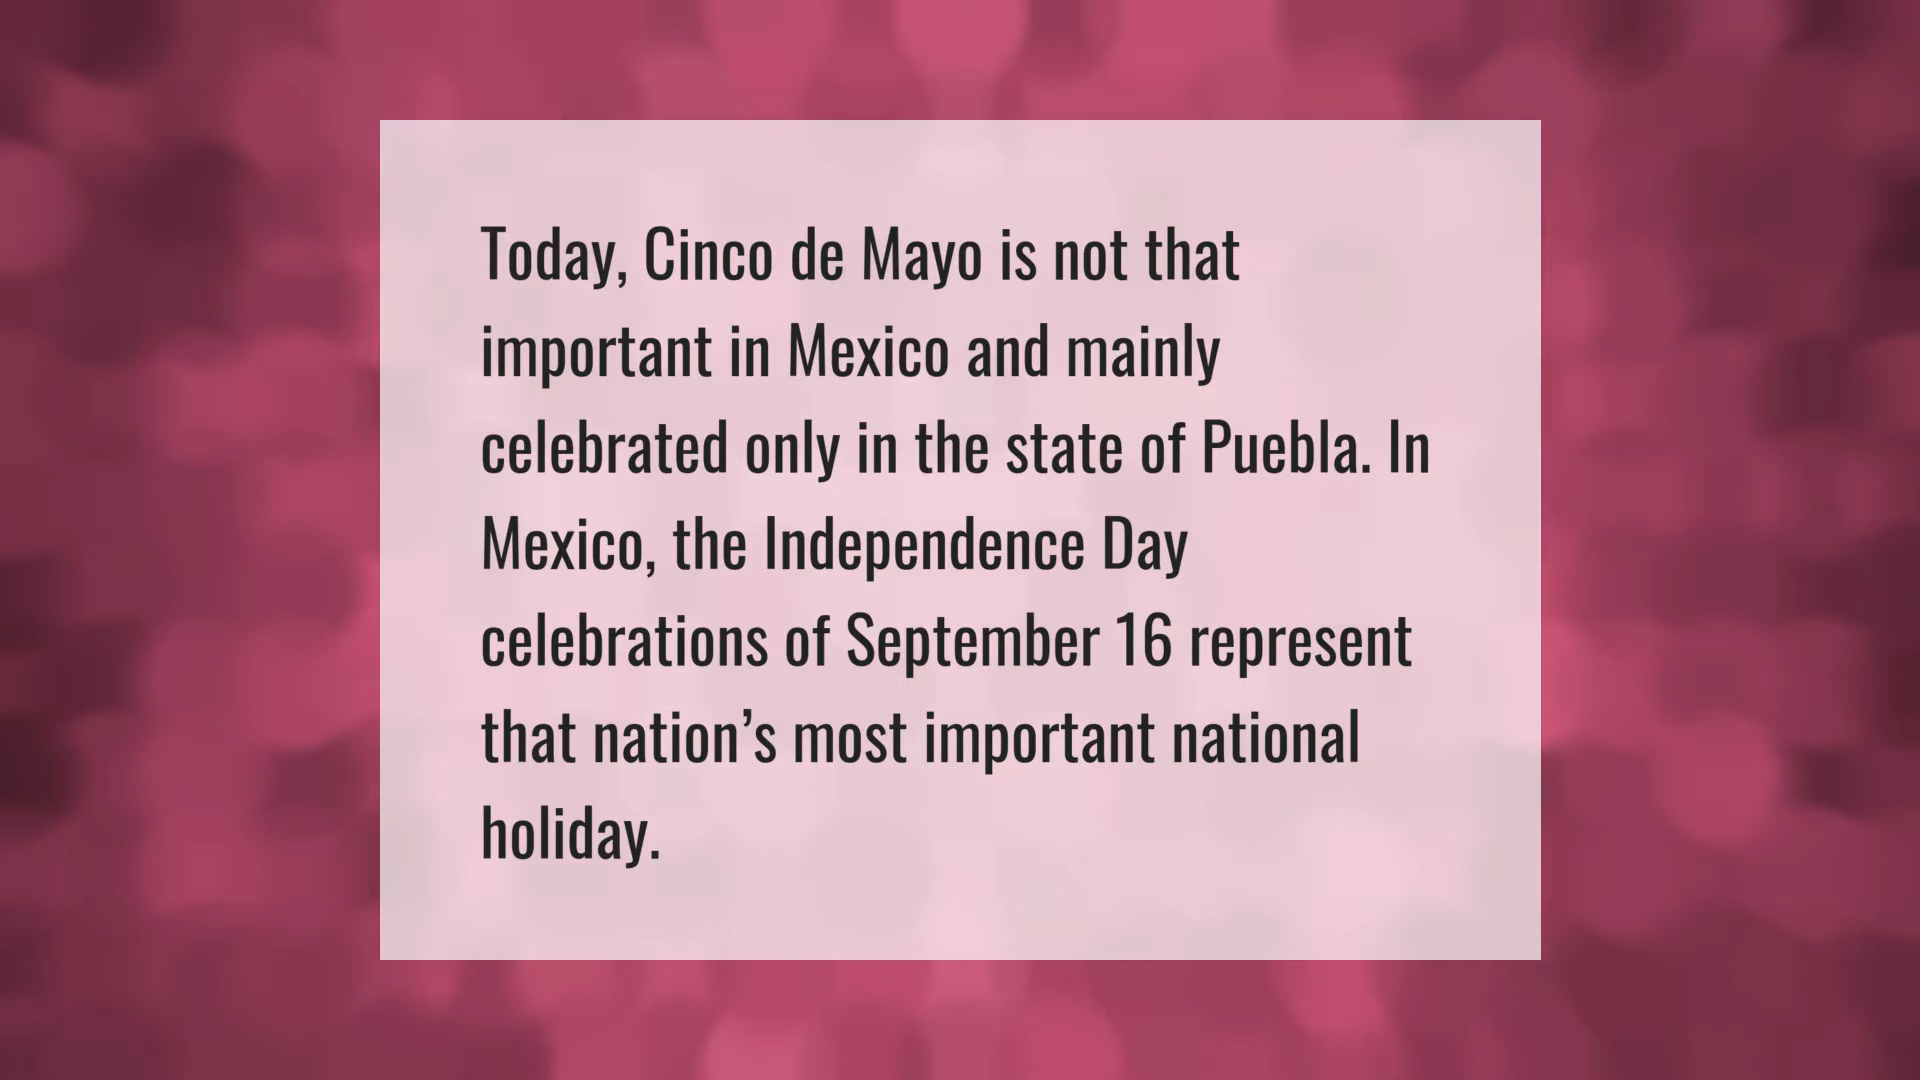 Today, Cinco de Mayo is not that
important in Mexico and mainly
celebrated only in the state of Puebla. In
Mexico, the Independence Day
celebrations of September 16 represent
that nation’s most important national
holiday.